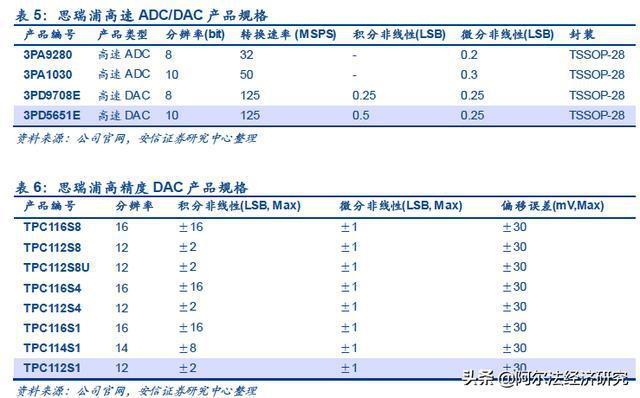 表 5：思瑞浦高速 ADC/DAC 产品规格
产品编号 产品类型 分辨率(bit) 转换速率 (MSPS) 积分非线性(LSB) 微分非线性(LSB) 封装
3PA9280 高速 ADC 8 32 - 0.2 TSSOP-28
3PA1030 高速 ADC 10 50 - 0.3 TSSOP-28
3PD9708E 高速 DAC 8 125 0.25 0.25 TSSOP-28
3PD5651E 高速 DAC 10 125 0.5 0.25 TSSOP-28
资料来源：公司官网，安信证券研究中心整理
表 6：思瑞浦高精度 DAC 产品规格
产品编号 分辨率 积分非线性(LSB, Max) 微分非线性(LSB, Max) 偏移误差(mV,Max)
TPC116S8 16 ±16 ±1 ±30
TPC112S8 12 ±2 ±1 ±30
TPC112S8U 12 ±2 ±1 ±30
TPC116S4 16 ±16 ±1 ±30
TPC112S4 12 ±2 ±1 ±30
TPC116S1 16 ±16 ±1 ±30
TPC114S1 14 ±8 ±1 ±30
TPC112S1 12 ±2 ±1 ±30
资料来源：公司官网，安信证券研究中心整理
头条 @阿尔法经济研究